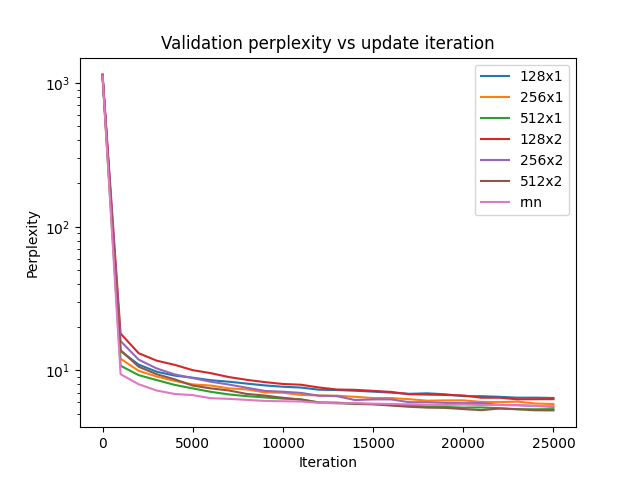 Validation perplexity vs update iteration
Perplexity
10³
10²
10¹
128x1
256x1
512x1
128x2
256x2
512x2
rnn
0 5000 10000 15000 20000 25000
Iteration